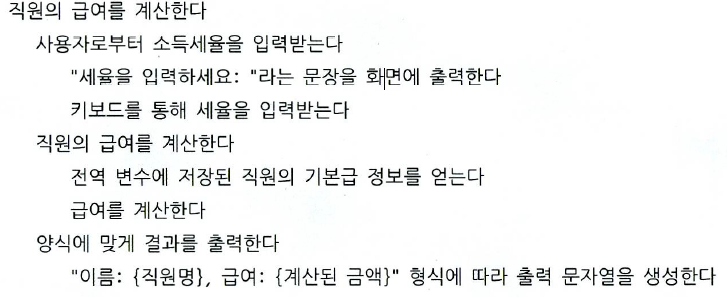 직원의 급여를 계산한다
사용자로부터 소득세율을 입력받는다
"세율을 입력하세요: "라는 문장을 화면에 출력한다
키보드를 통해 세율을 입력받는다
직원의 급여를 계산한다
전역 변수에 저장된 직원의 기본급 정보를 얻는다
급여를 계산한다
양식에 맞게 결과를 출력한다
"이름: {직원명}, 급여: {계산된 금액}" 형식에 따라 출력 문자열을 생성한다